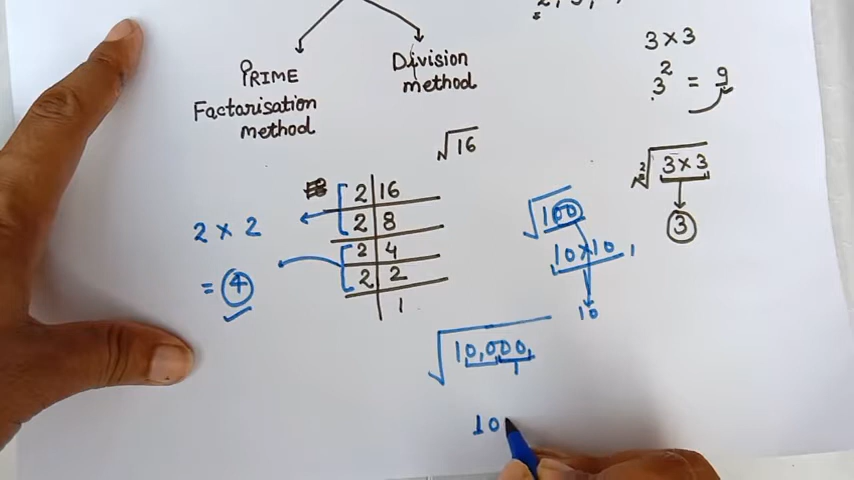 PRIME
Factorisation
method
Division
method
3×3
3² = 9
√16
2 | 16
2 | 8
2 | 4
2 | 2
1
2 × 2
= 4
√100
10×10
10
²√3×3
3
√10,000
10